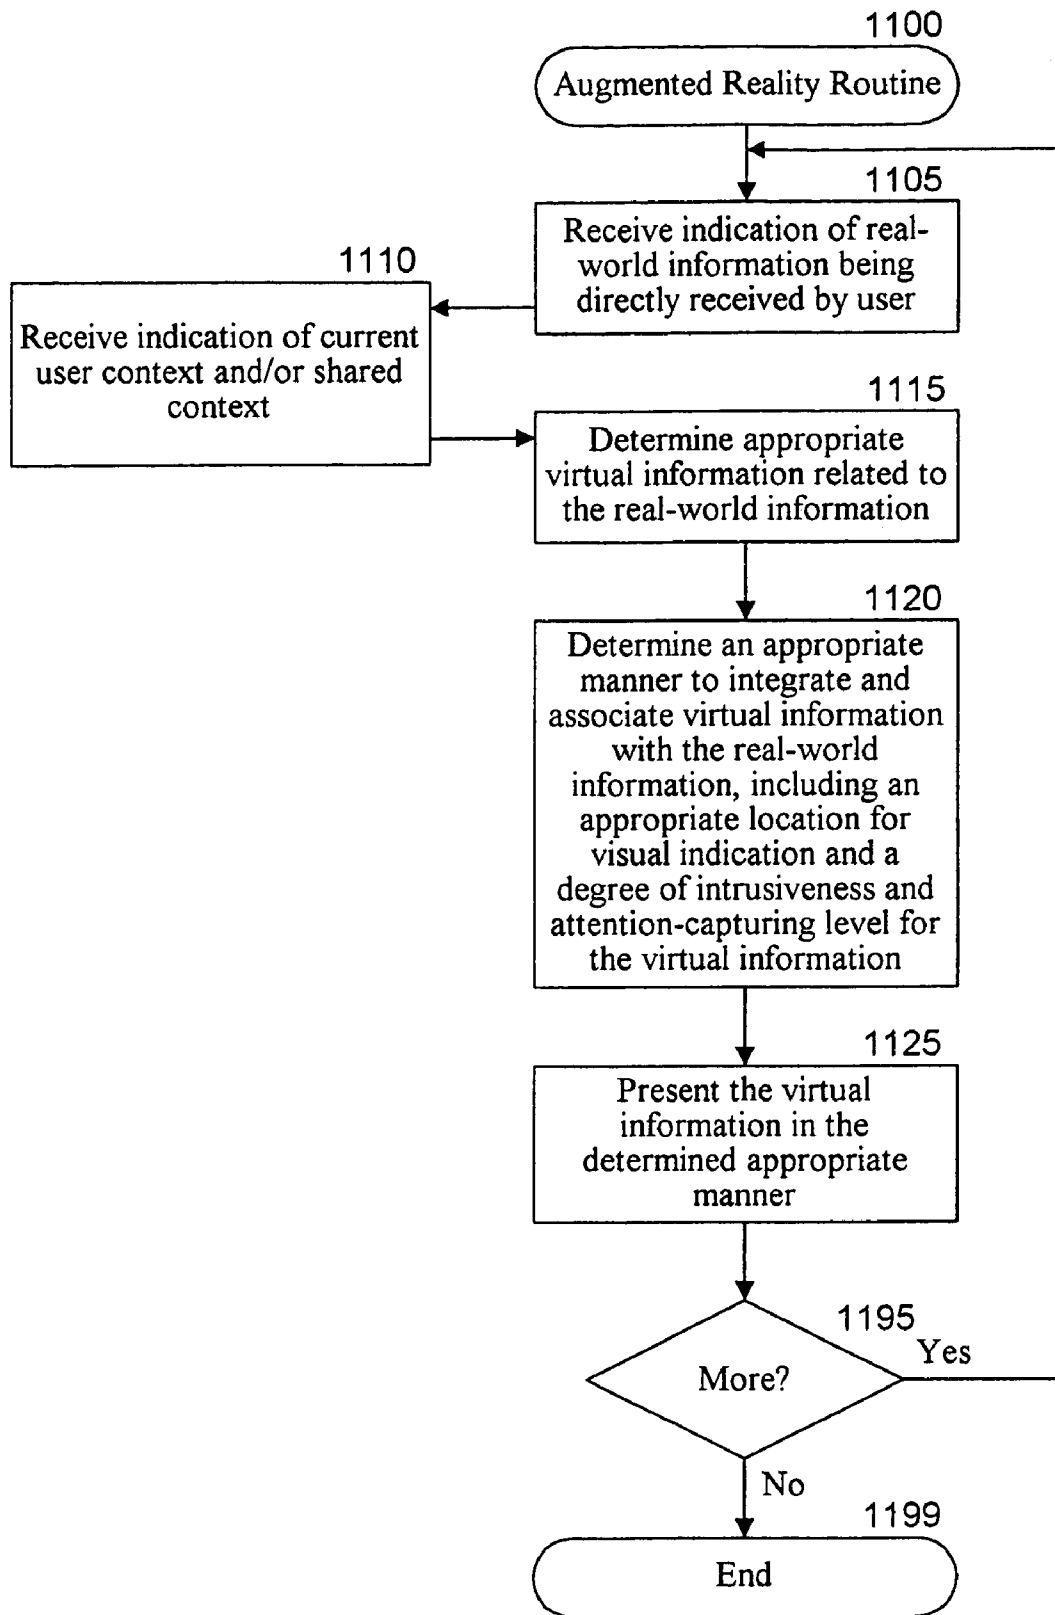 1100
Augmented Reality Routine
1105
Receive indication of real-
world information being
directly received by user
1110
Receive indication of current
user context and/or shared
context
1115
Determine appropriate
virtual information related to
the real-world information
1120
Determine an appropriate
manner to integrate and
associate virtual information
with the real-world
information, including an
appropriate location for
visual indication and a
degree of intrusiveness and
attention-capturing level for
the virtual information
1125
Present the virtual
information in the
determined appropriate
manner
1195
More?
Yes
No
1199
End